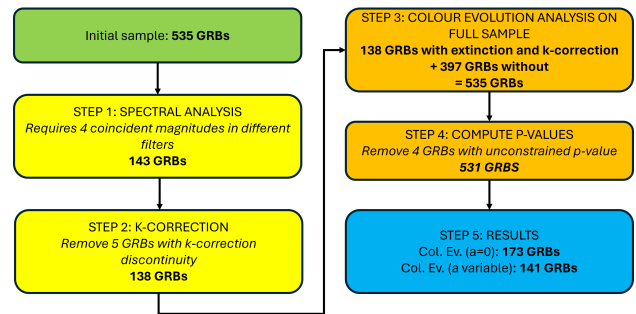 Initial sample: 535 GRBs
STEP 1: SPECTRAL ANALYSIS
Requires 4 coincident magnitudes in different
filters
143 GRBs
STEP 2: K-CORRECTION
Remove 5 GRBs with k-correction
discontinuity
138 GRBs
STEP 3: COLOUR EVOLUTION ANALYSIS ON
FULL SAMPLE
138 GRBs with extinction and k-correction
+ 397 GRBs without
= 535 GRBs
STEP 4: COMPUTE P-VALUES
Remove 4 GRBs with unconstrained p-value
531 GRBS
STEP 5: RESULTS
Col. Ev. (a=0): 173 GRBs
Col. Ev. (a variable): 141 GRBs